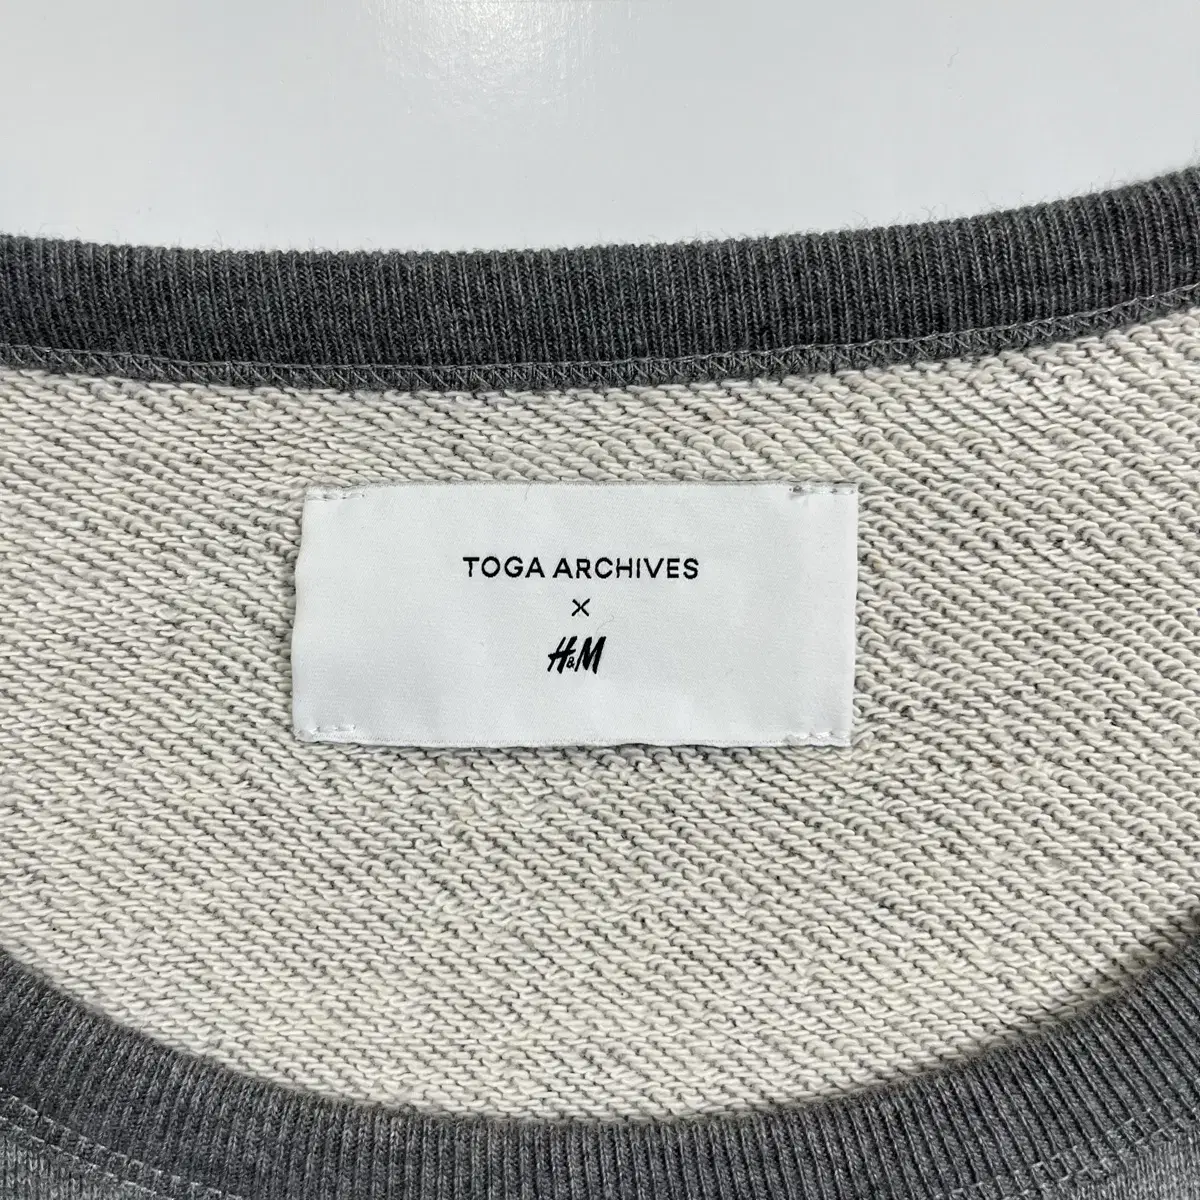 TOGA ARCHIVES
×
H&M